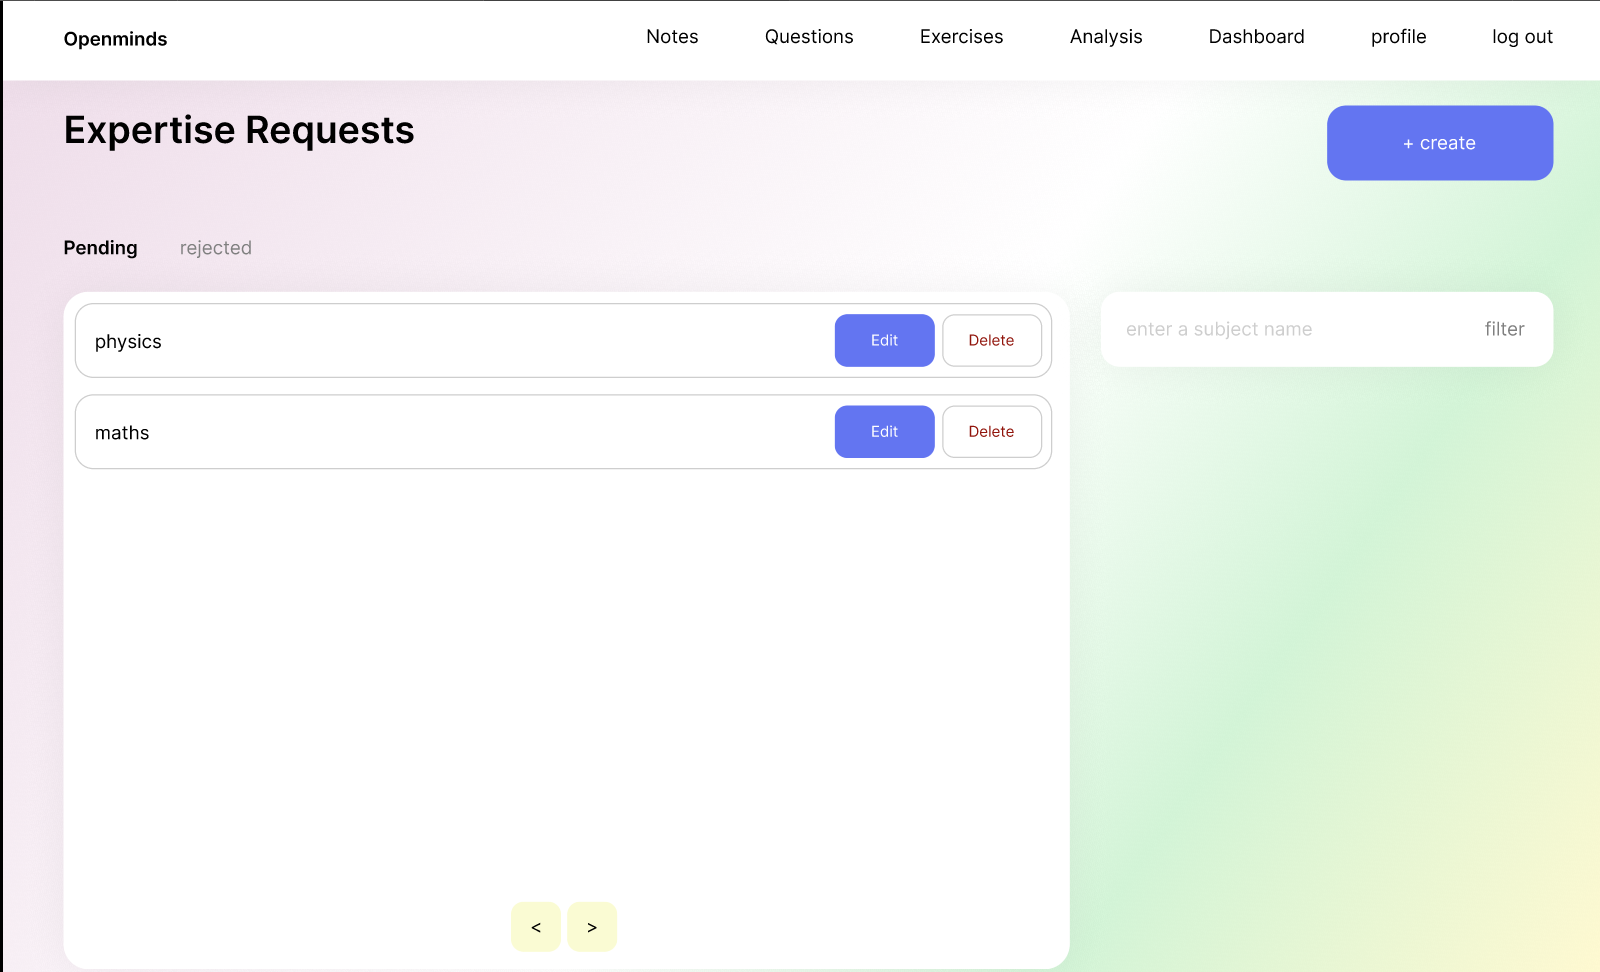 Openminds Notes Questions Exercises Analysis Dashboard profile log out
Expertise Requests
+ create
Pending rejected
physics Edit Delete
enter a subject name filter
maths Edit Delete
< >